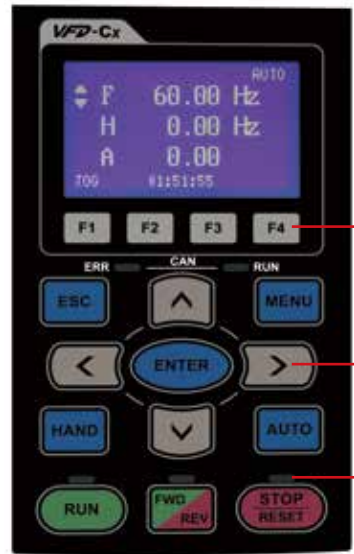 VFD-Cx
AUTO
F 60.00 Hz
H 0.00 Hz
A 0.00
TOG 01:51:55
F1 F2 F3 F4
ERR CAN RUN
ESC MENU
ENTER
HAND AUTO
RUN FWD REV STOP RESET